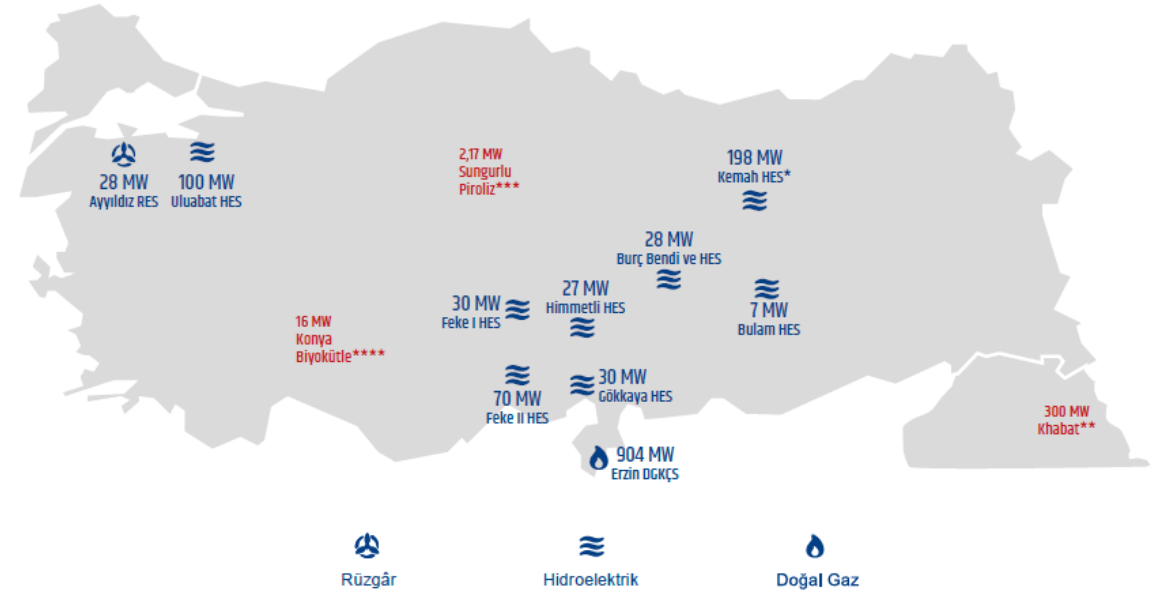 2,17 MW
Sungurlu
Piroliz***
198 MW
Kemah HES*
28 MW
Ayyıldız RES
100 MW
Uluabat HES
28 MW
Burç Bendi ve HES
27 MW
Himmetli HES
30 MW
Feke I HES
7 MW
Bulam HES
16 MW
Konya
Biyokütle****
70 MW
Feke II HES
30 MW
Gökkaya HES
300 MW
Khabat**
904 MW
Erzin DGKÇS
Rüzgâr
Hidroelektrik
Doğal Gaz